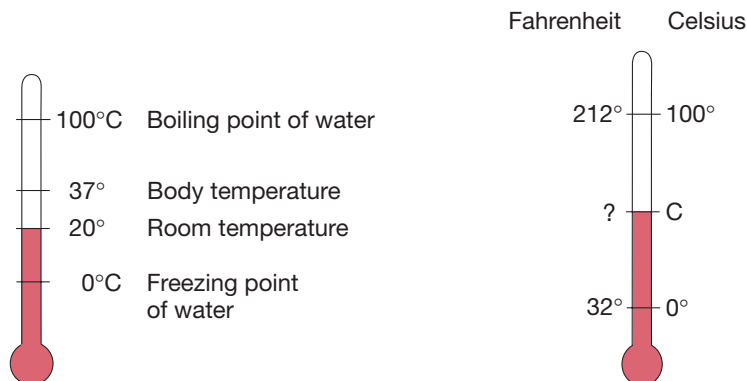 Fahrenheit Celsius
100°C Boiling point of water
37° Body temperature
20° Room temperature
0°C Freezing point
of water
212° 100°
? C
32° 0°